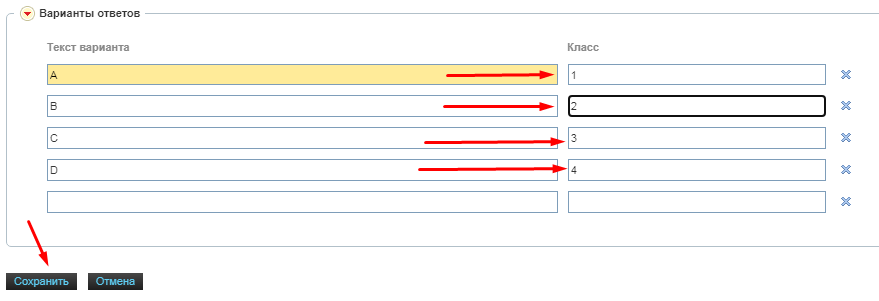 Варианты ответов
Текст варианта Класс
A 1
B 2
C 3
D 4
Сохранить Отмена